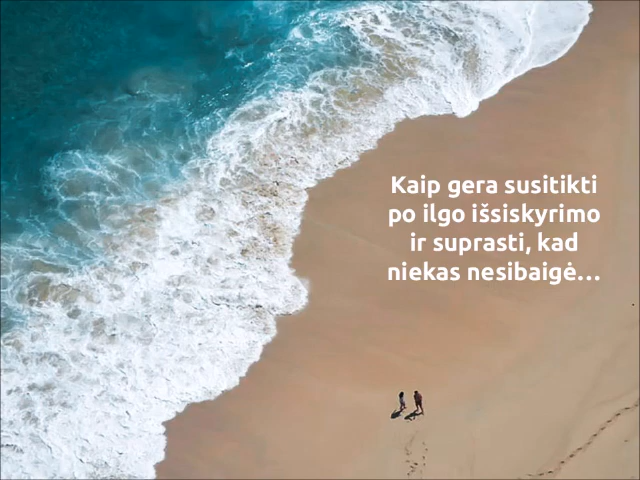 Kaip gera susitikti
po ilgo išsiskyrimo
ir suprasti, kad
niekas nesibaigė...